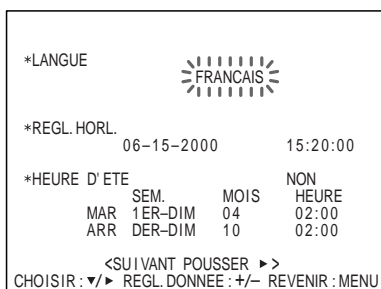 *LANGUE
FRANCAIS
*REGL. HORL.
06–15–2000 15:20:00
*HEURE D'ETE NON
SEM. MOIS HEURE
MAR 1ER–DIM 04 02:00
ARR DER–DIM 10 02:00
<SUIVANT POUSSER ►>
CHOISIR : ▼/► REGL. DONNEE : +/– REVENIR : MENU